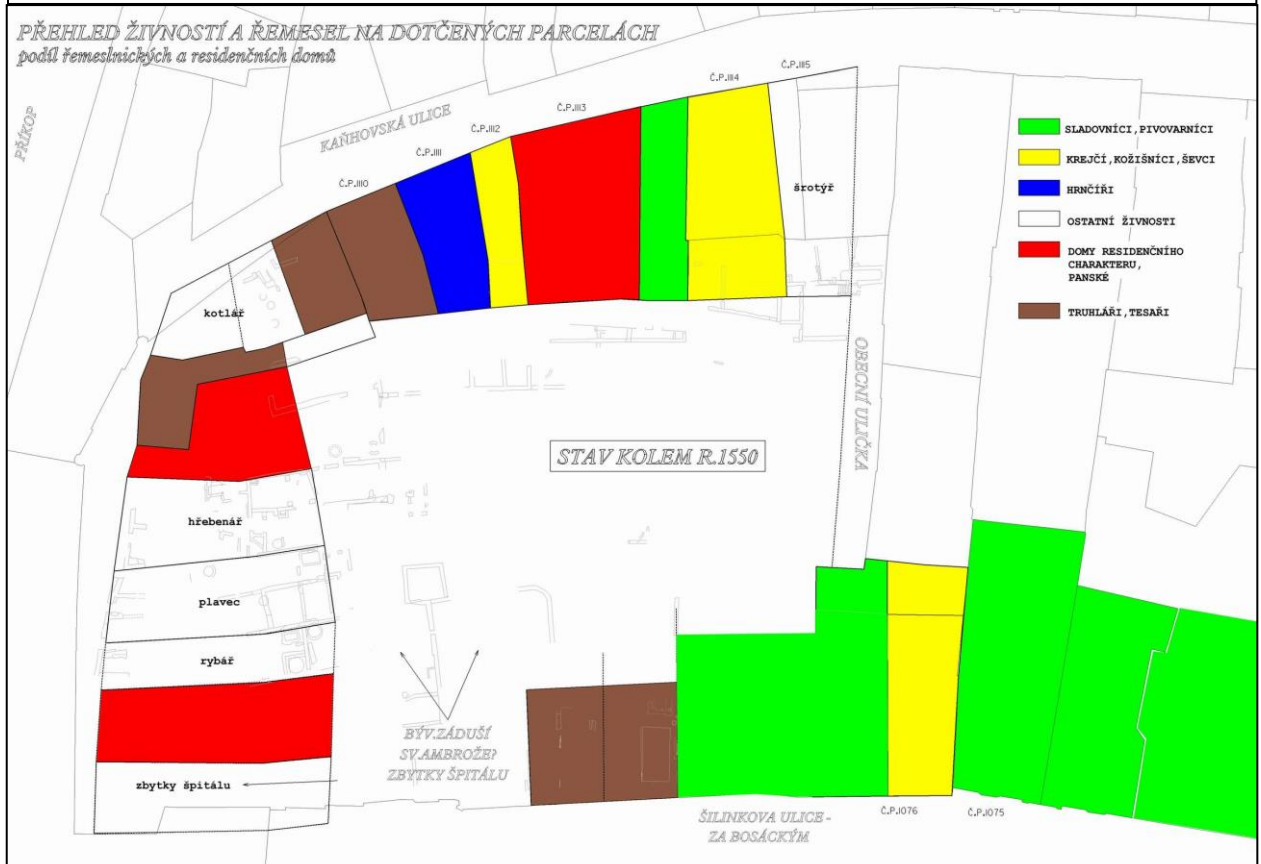 PŘEHLED ŽIVNOSTÍ A ŘEMESEL NA DOTČENÝCH PARCELÁCH
podíl řemeslnických a residenčních domů
PŘÍKOP
KAŇHOVSKÁ ULICE
Č.P.1110
Č.P.1111
Č.P.1112
Č.P.1113
Č.P.1114
Č.P.1115
SLADOVNÍCI,PIVOVARNÍCI
KREJČÍ,KOŽIŠNÍCI,ŠEVCI
HRNČÍŘI
OSTATNÍ ŽIVNOSTI
DOMY RESIDENČNÍHO
CHARAKTERU,
PANSKÉ
TRUHLÁŘI,TESAŘI
šrotýř
kotlář
OBECNÍ ULIČKA
STAV KOLEM R.1550
hřebenář
plavec
rybář
zbytky špitálu
BÝV.ZÁDUŠÍ
SV.AMBROŽE?
ZBYTKY ŠPITÁLU
ŠILINKOVA ULICE -
ZA BOSÁCKÝM
Č.P.1076
Č.P.1075